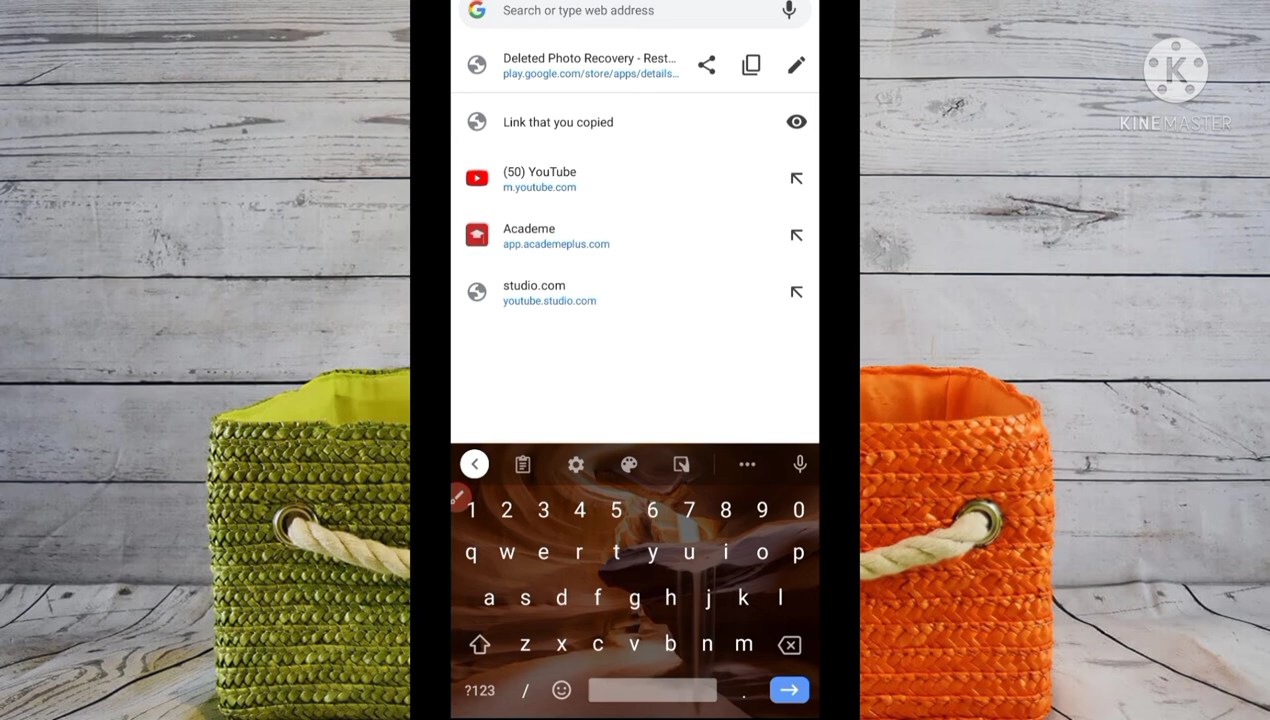 Search or type web address
KINEMASTER
Deleted Photo Recovery - Rest...
play.google.com/store/apps/details...
Link that you copied
(50) YouTube
m.youtube.com
Academe
app.academeplus.com
studio.com
youtube.studio.com
1 2 3 4 5 6 7 8 9 0
q w e r t y u i o p
a s d f g h j k l
z x c v b n m
?123 / .